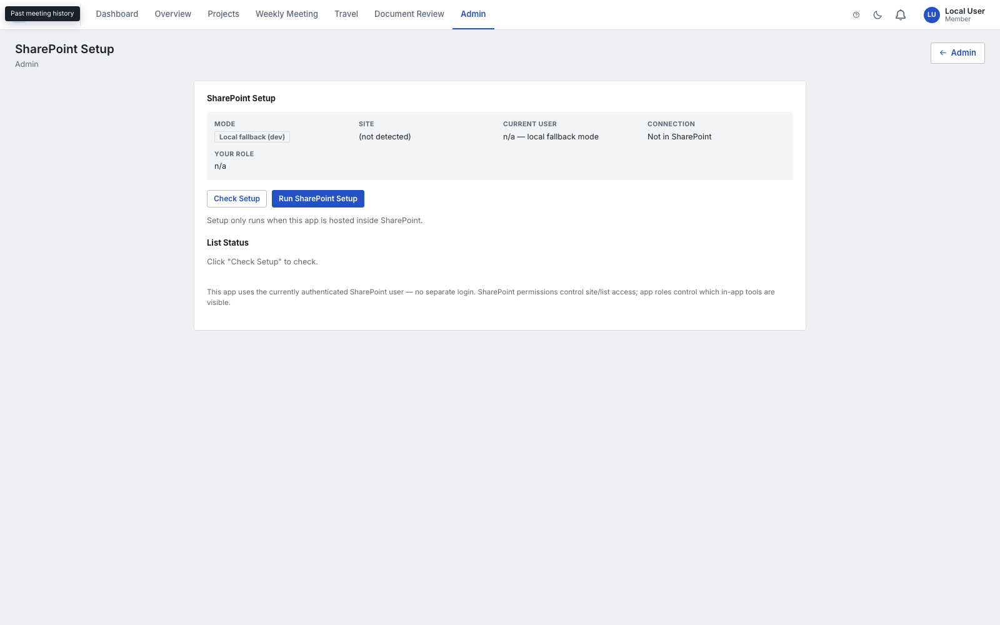 Past meeting history
Dashboard
Overview
Projects
Weekly Meeting
Travel
Document Review
Admin
LU
Local User
Member
SharePoint Setup
Admin
← Admin
SharePoint Setup
MODE
Local fallback (dev)
SITE
(not detected)
CURRENT USER
n/a — local fallback mode
CONNECTION
Not in SharePoint
YOUR ROLE
n/a
Check Setup
Run SharePoint Setup
Setup only runs when this app is hosted inside SharePoint.
List Status
Click "Check Setup" to check.
This app uses the currently authenticated SharePoint user — no separate login. SharePoint permissions control site/list access; app roles control which in-app tools are
visible.